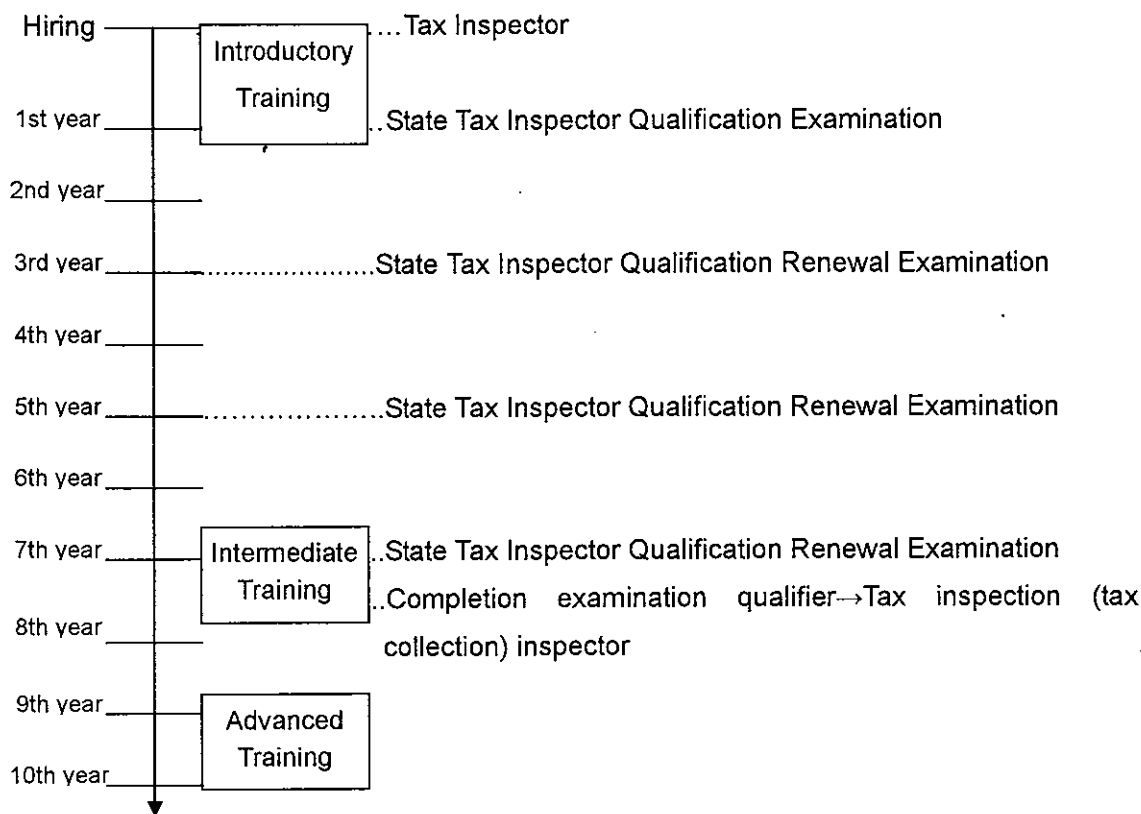 Hiring
....Tax Inspector
Introductory
Training
1st year
..State Tax Inspector Qualification Examination
2nd year
3rd year
......................State Tax Inspector Qualification Renewal Examination
4th year
5th year
.......................State Tax Inspector Qualification Renewal Examination
6th year
7th year
Intermediate
Training
..State Tax Inspector Qualification Renewal Examination
..Completion examination qualifier→Tax inspection (tax
collection) inspector
8th year
9th year
Advanced
Training
10th year